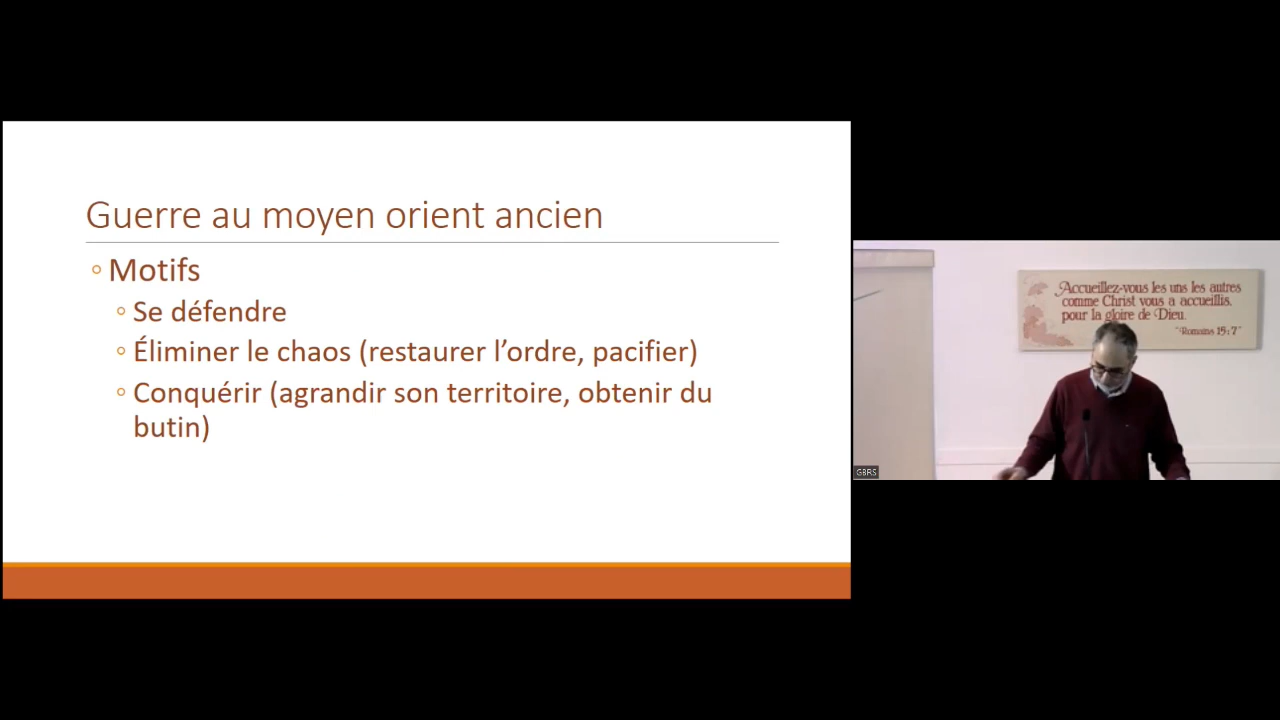 Guerre au moyen orient ancien
◦ Motifs
◦ Se défendre
◦ Éliminer le chaos (restaurer l’ordre, pacifier)
◦ Conquérir (agrandir son territoire, obtenir du
butin)
Accueillez-vous les uns les autres
comme Christ vous a accueillis,
pour la gloire de Dieu.
"Romains 15:7"
GBRS